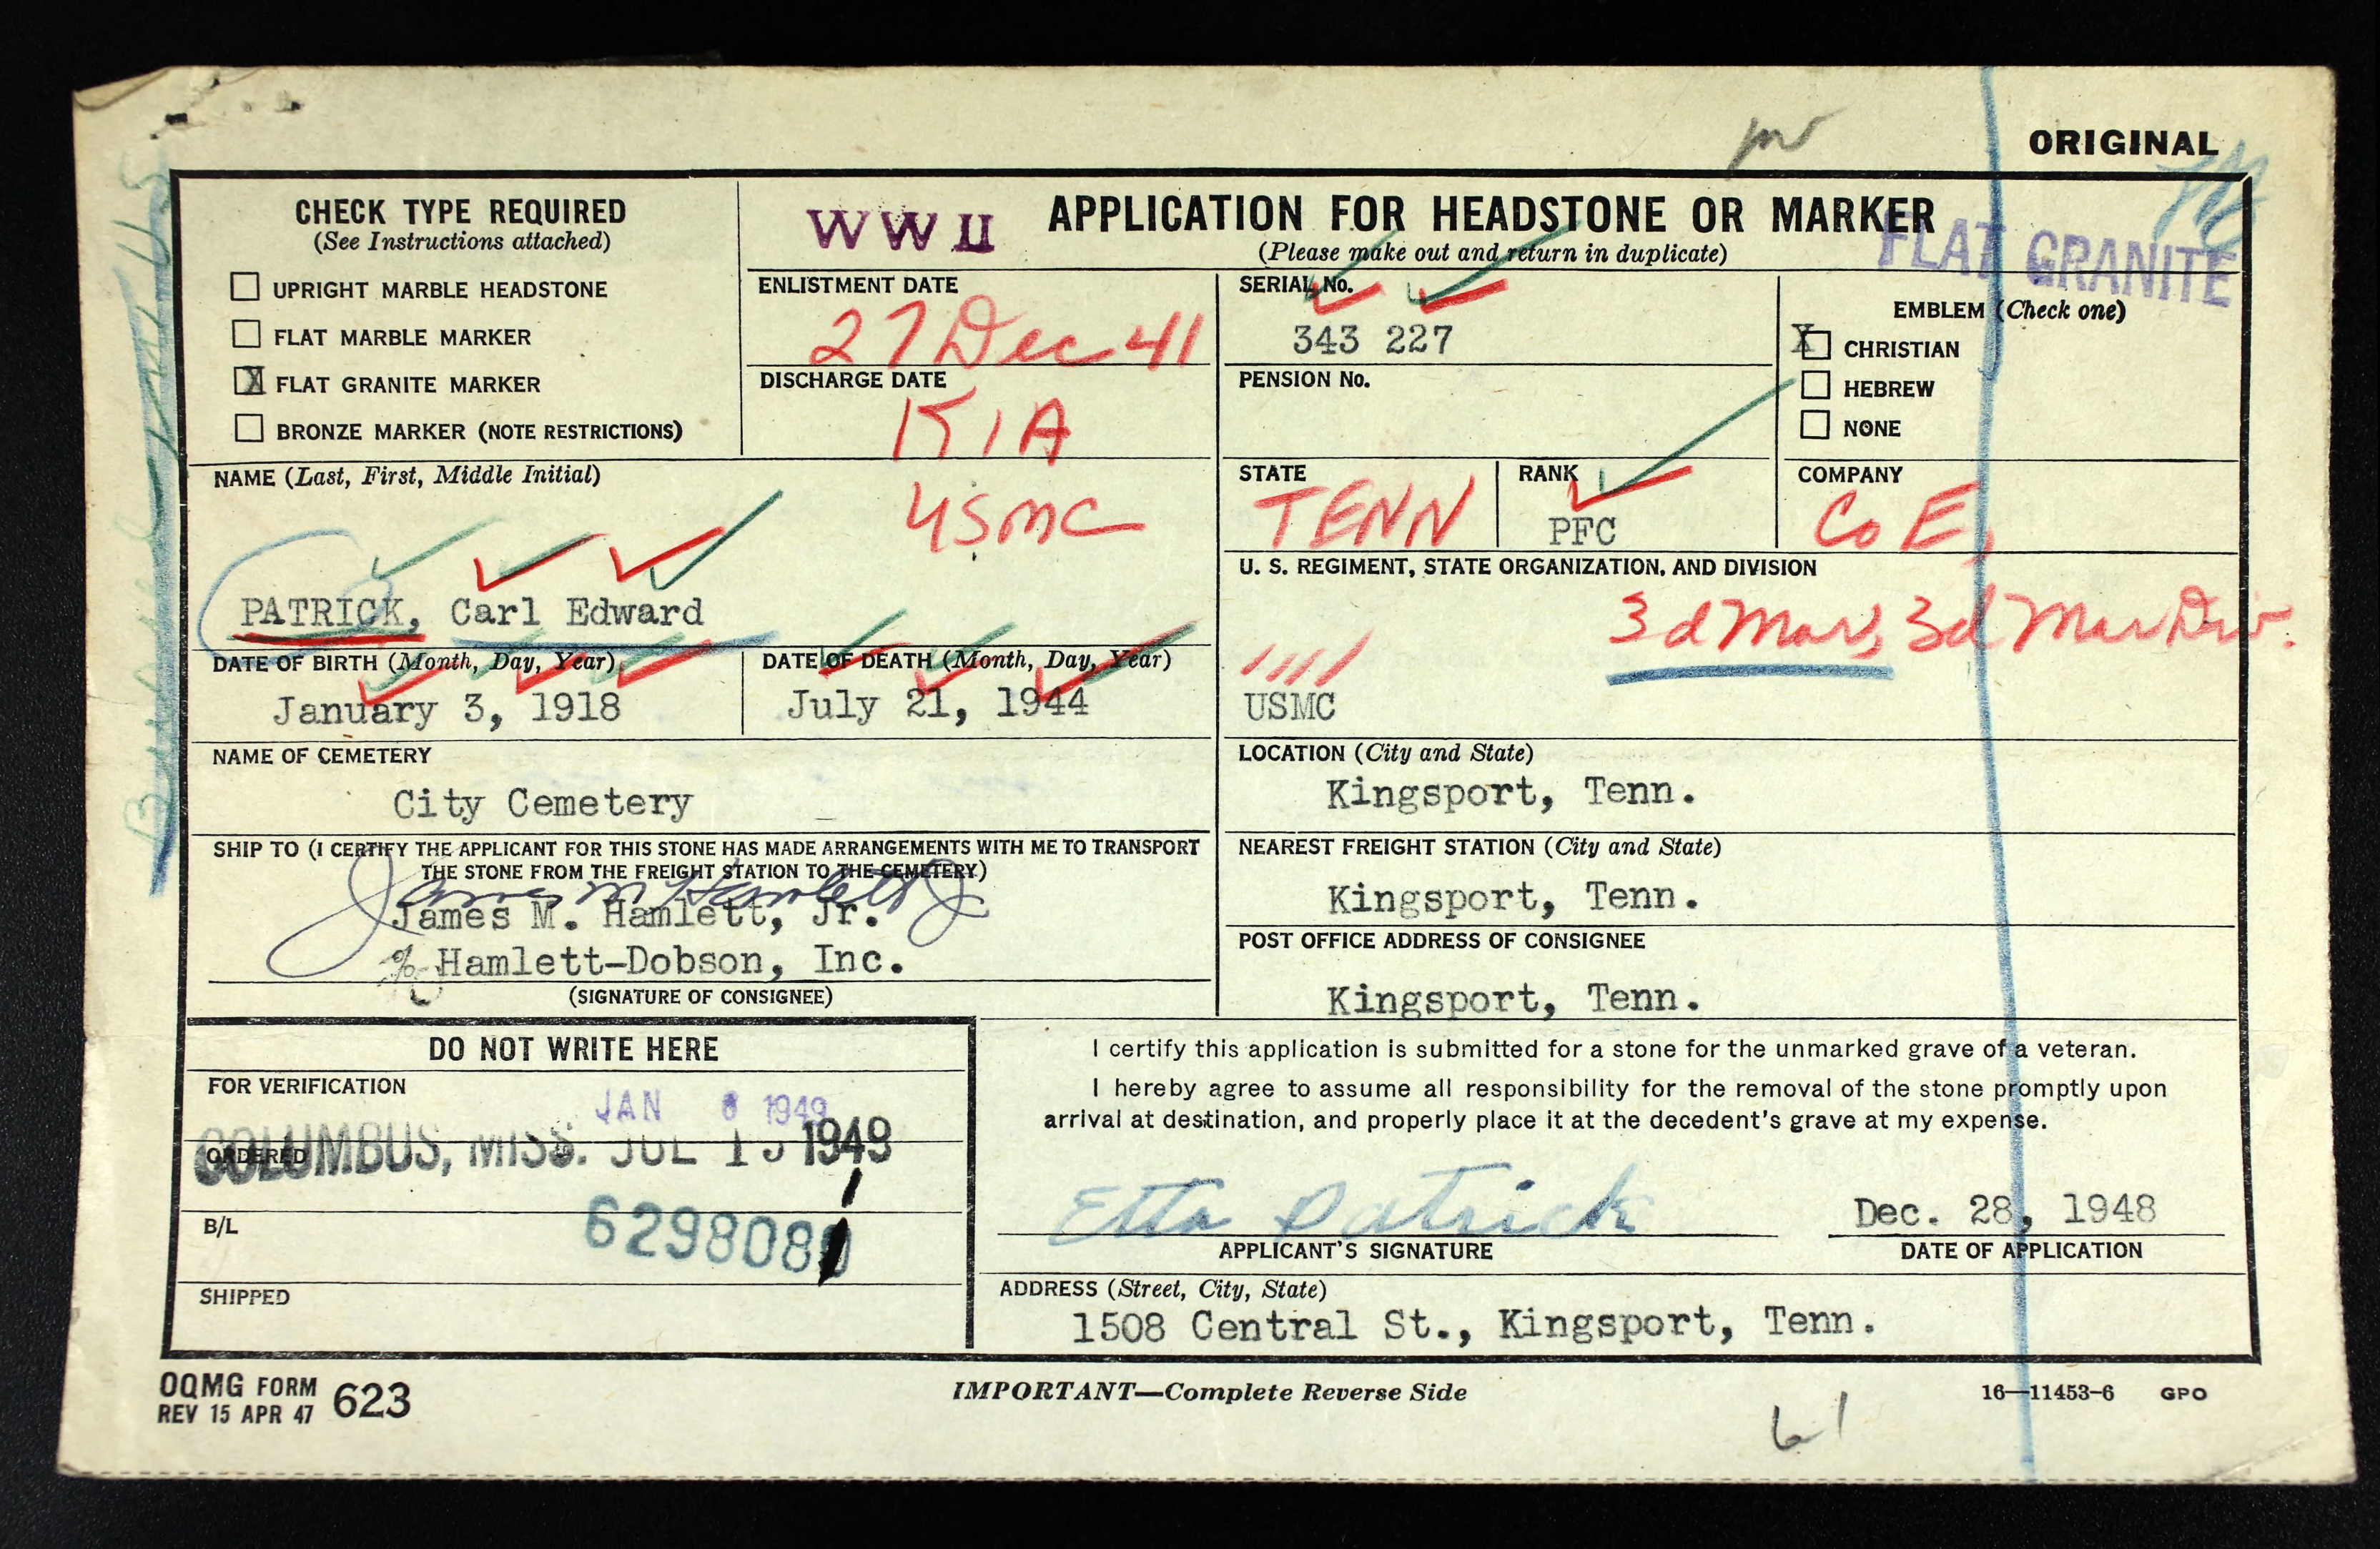 ORIGINAL
CHECK TYPE REQUIRED
(See Instructions attached)
UPRIGHT MARBLE HEADSTONE
FLAT MARBLE MARKER
X FLAT GRANITE MARKER
BRONZE MARKER (NOTE RESTRICTIONS)
WW II
APPLICATION FOR HEADSTONE OR MARKER
(Please make out and return in duplicate)
FLAT GRANITE
ENLISTMENT DATE
27 Dec 41
DISCHARGE DATE
KIA
SERIAL No.
343 227
PENSION No.
EMBLEM (Check one)
X CHRISTIAN
HEBREW
NONE
NAME (Last, First, Middle Initial)
USMC
PATRICK, Carl Edward
STATE
TENN
RANK
PFC
COMPANY
Co E,
U. S. REGIMENT, STATE ORGANIZATION, AND DIVISION
3d Mar, 3d Mar Div.
USMC
DATE OF BIRTH (Month, Day, Year)
January 3, 1918
DATE OF DEATH (Month, Day, Year)
July 21, 1944
NAME OF CEMETERY
City Cemetery
LOCATION (City and State)
Kingsport, Tenn.
SHIP TO (I CERTIFY THE APPLICANT FOR THIS STONE HAS MADE ARRANGEMENTS WITH ME TO TRANSPORT
THE STONE FROM THE FREIGHT STATION TO THE CEMETERY)
James M Hamlett Jr
James M. Hamlett, Jr.
% Hamlett-Dobson, Inc.
(SIGNATURE OF CONSIGNEE)
NEAREST FREIGHT STATION (City and State)
Kingsport, Tenn.
POST OFFICE ADDRESS OF CONSIGNEE
Kingsport, Tenn.
DO NOT WRITE HERE
FOR VERIFICATION
JAN 6 1949
ORDERED
COLUMBUS, MISS. JUL 15 1949
B/L
6298080
SHIPPED
I certify this application is submitted for a stone for the unmarked grave of a veteran.
I hereby agree to assume all responsibility for the removal of the stone promptly upon
arrival at destination, and properly place it at the decedent's grave at my expense.
Etta Patrick
APPLICANT'S SIGNATURE
Dec. 28, 1948
DATE OF APPLICATION
ADDRESS (Street, City, State)
1508 Central St., Kingsport, Tenn.
OQMG FORM 623
REV 15 APR 47
IMPORTANT—Complete Reverse Side
16—11453-6 GPO
61